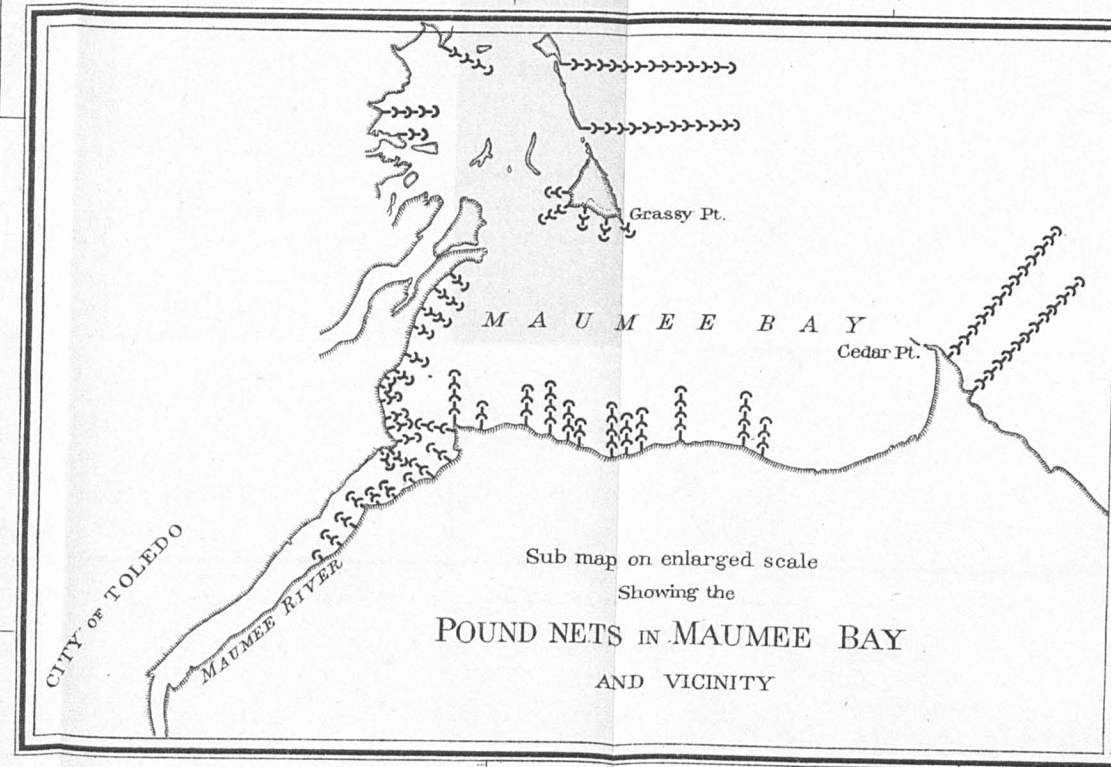 Grassy Pt.
MAUMEE BAY
Cedar Pt.
CITY OF TOLEDO
MAUMEE RIVER
Sub map on enlarged scale
Showing the
POUND NETS IN MAUMEE BAY
AND VICINITY